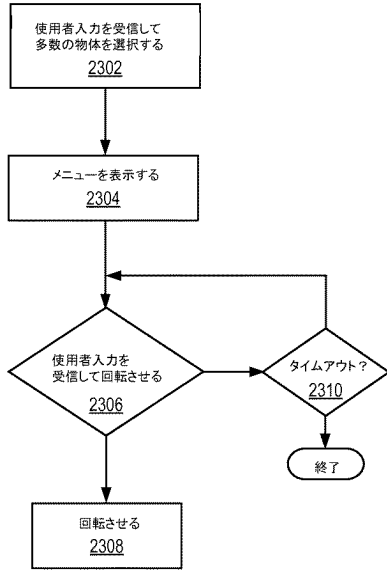 使用者入力を受信して
多数の物体を選択する
2302
メニューを表示する
2304
使用者入力を
受信して回転させる
2306
タイムアウト?
2310
終了
回転させる
2308